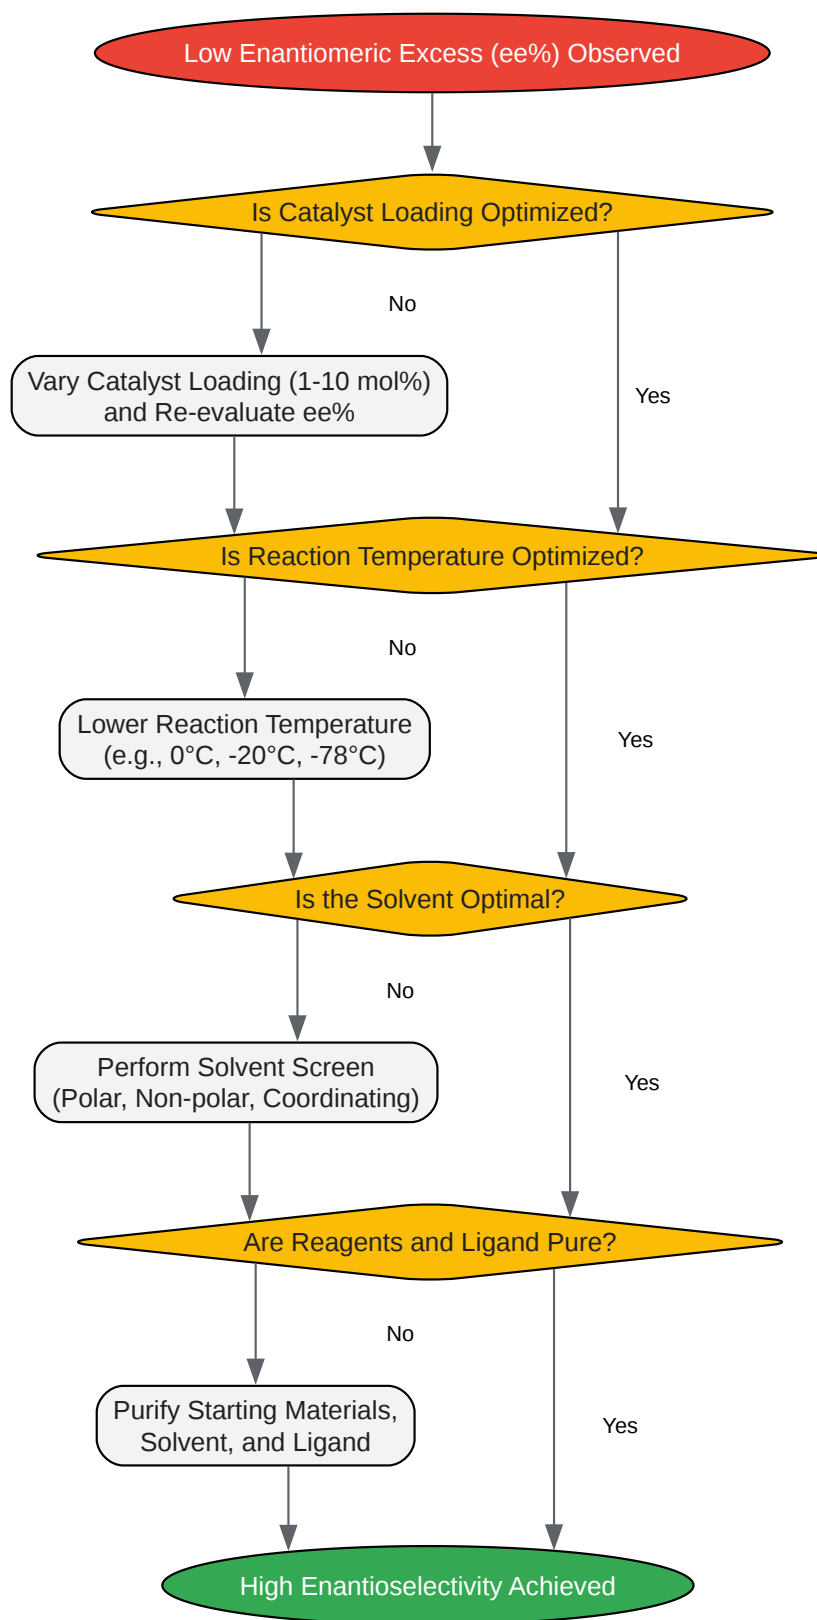 Low Enantiomeric Excess (ee%) Observed
Is Catalyst Loading Optimized?
No
Vary Catalyst Loading (1-10 mol%)
and Re-evaluate ee%
Yes
Is Reaction Temperature Optimized?
No
Lower Reaction Temperature
(e.g., 0°C, -20°C, -78°C)
Yes
Is the Solvent Optimal?
No
Perform Solvent Screen
(Polar, Non-polar, Coordinating)
Yes
Are Reagents and Ligand Pure?
No
Purify Starting Materials,
Solvent, and Ligand
Yes
High Enantioselectivity Achieved